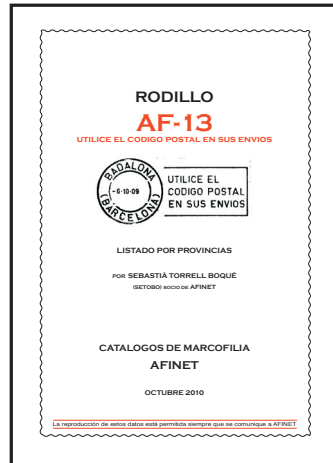 RODILLO
AF-13
UTILICE EL CODIGO POSTAL EN SUS ENVIOS
BADALONA
-6·10·09
(BARCELONA)
UTILICE EL
CODIGO POSTAL
EN SUS ENVIOS
LISTADO POR PROVINCIAS
POR SEBASTIÀ TORRELL BOQUÉ
(SETOBO) SOCIO DE AFINET
CATALOGOS DE MARCOFILIA
AFINET
OCTUBRE 2010
La reproducción de estos datos está permitida siempre que se comunique a AFINET